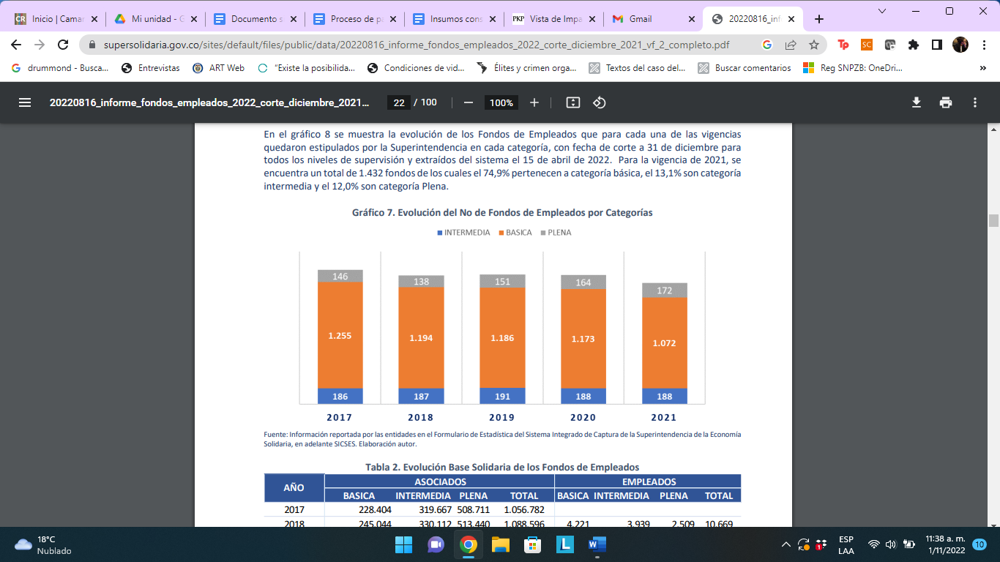 Inicio | Camar
Mi unidad - G
Documento s
Proceso de pa
Insumos cons
PKP Vista de Impa
Gmail
20220816_inf
supersolidaria.gov.co/sites/default/files/public/data/20220816_informe_fondos_empleados_2022_corte_diciembre_2021_vf_2_completo.pdf
drummond - Busca...
Entrevistas
ART Web
"Existe la posibilida...
Condiciones de vid...
Élites y crimen orga...
Textos del caso del...
Buscar comentarios
Reg SNPZB: OneDri...
»
20220816_informe_fondos_empleados_2022_corte_diciembre_2021...
22 / 100
100%
En el gráfico 8 se muestra la evolución de los Fondos de Empleados que para cada una de las vigencias
quedaron estipulados por la Superintendencia en cada categoría, con fecha de corte a 31 de diciembre para
todos los niveles de supervisión y extraídos del sistema el 15 de abril de 2022. Para la vigencia de 2021, se
encuentra un total de 1.432 fondos de los cuales el 74,9% pertenecen a categoría básica, el 13,1% son categoría
intermedia y el 12,0% son categoría Plena.
Gráfico 7. Evolución del No de Fondos de Empleados por Categorías
INTERMEDIA BASICA PLENA
146 138 151 164 172
1.255 1.194 1.186 1.173 1.072
186 187 191 188 188
2017 2018 2019 2020 2021
Fuente: Información reportada por las entidades en el Formulario de Estadística del Sistema Integrado de Captura de la Superintendencia de la Economía
Solidaria, en adelante SICSES. Elaboración autor.
Tabla 2. Evolución Base Solidaria de los Fondos de Empleados
AÑO ASOCIADOS EMPLEADOS
BASICA INTERMEDIA PLENA TOTAL BASICA INTERMEDIA PLENA TOTAL
2017 228.404 319.667 508.711 1.056.782
2018 245.044 330.112 513.440 1.088.596 4.221 3.939 2.509 10.669
18°C
Nublado
ESP
LAA
11:38 a. m.
1/11/2022
10